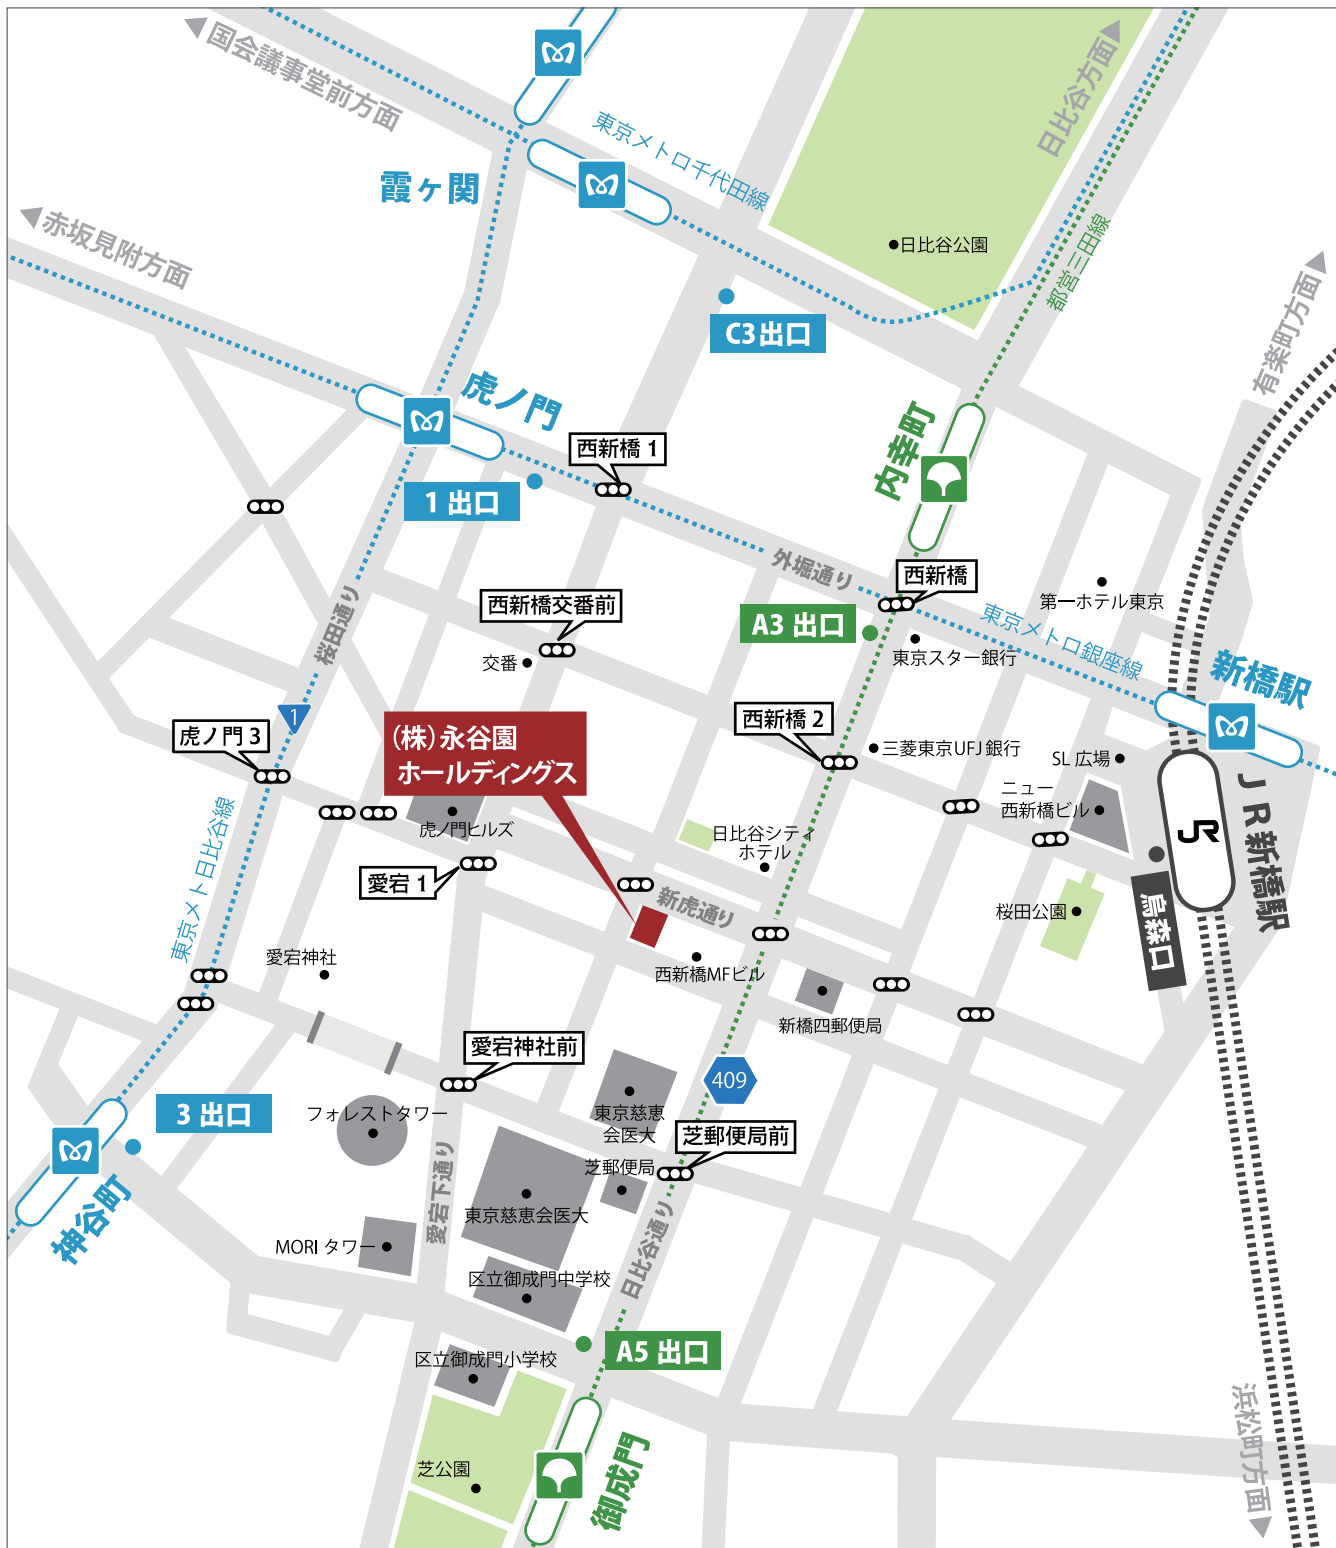 国会議事堂前方面
日比谷方面
東京メトロ千代田線
霞ヶ関
赤坂見附方面
日比谷公園
都営三田線
有楽町方面
C3出口
虎ノ門
内幸町
西新橋 1
1 出口
外堀通り
西新橋
桜田通り
西新橋交番前
交番
A3 出口
第一ホテル東京
東京メトロ銀座線
東京スター銀行
新橋駅
1
虎ノ門 3
(株)永谷園
ホールディングス
西新橋 2
三菱東京UFJ銀行
SL 広場
ニュー
西新橋ビル
JR新橋駅
JR
東京メト日比谷線
虎ノ門ヒルズ
日比谷シティ
ホテル
愛宕 1
新虎通り
桜田公園
烏森口
愛宕神社
西新橋MFビル
新橋四郵便局
愛宕神社前
409
3 出口
フォレストタワー
東京慈恵
会医大
芝郵便局前
神谷町
愛宕下通り
芝郵便局
東京慈恵会医大
日比谷通り
MORI タワー
区立御成門中学校
A5 出口
区立御成門小学校
浜松町方面
芝公園
御成門